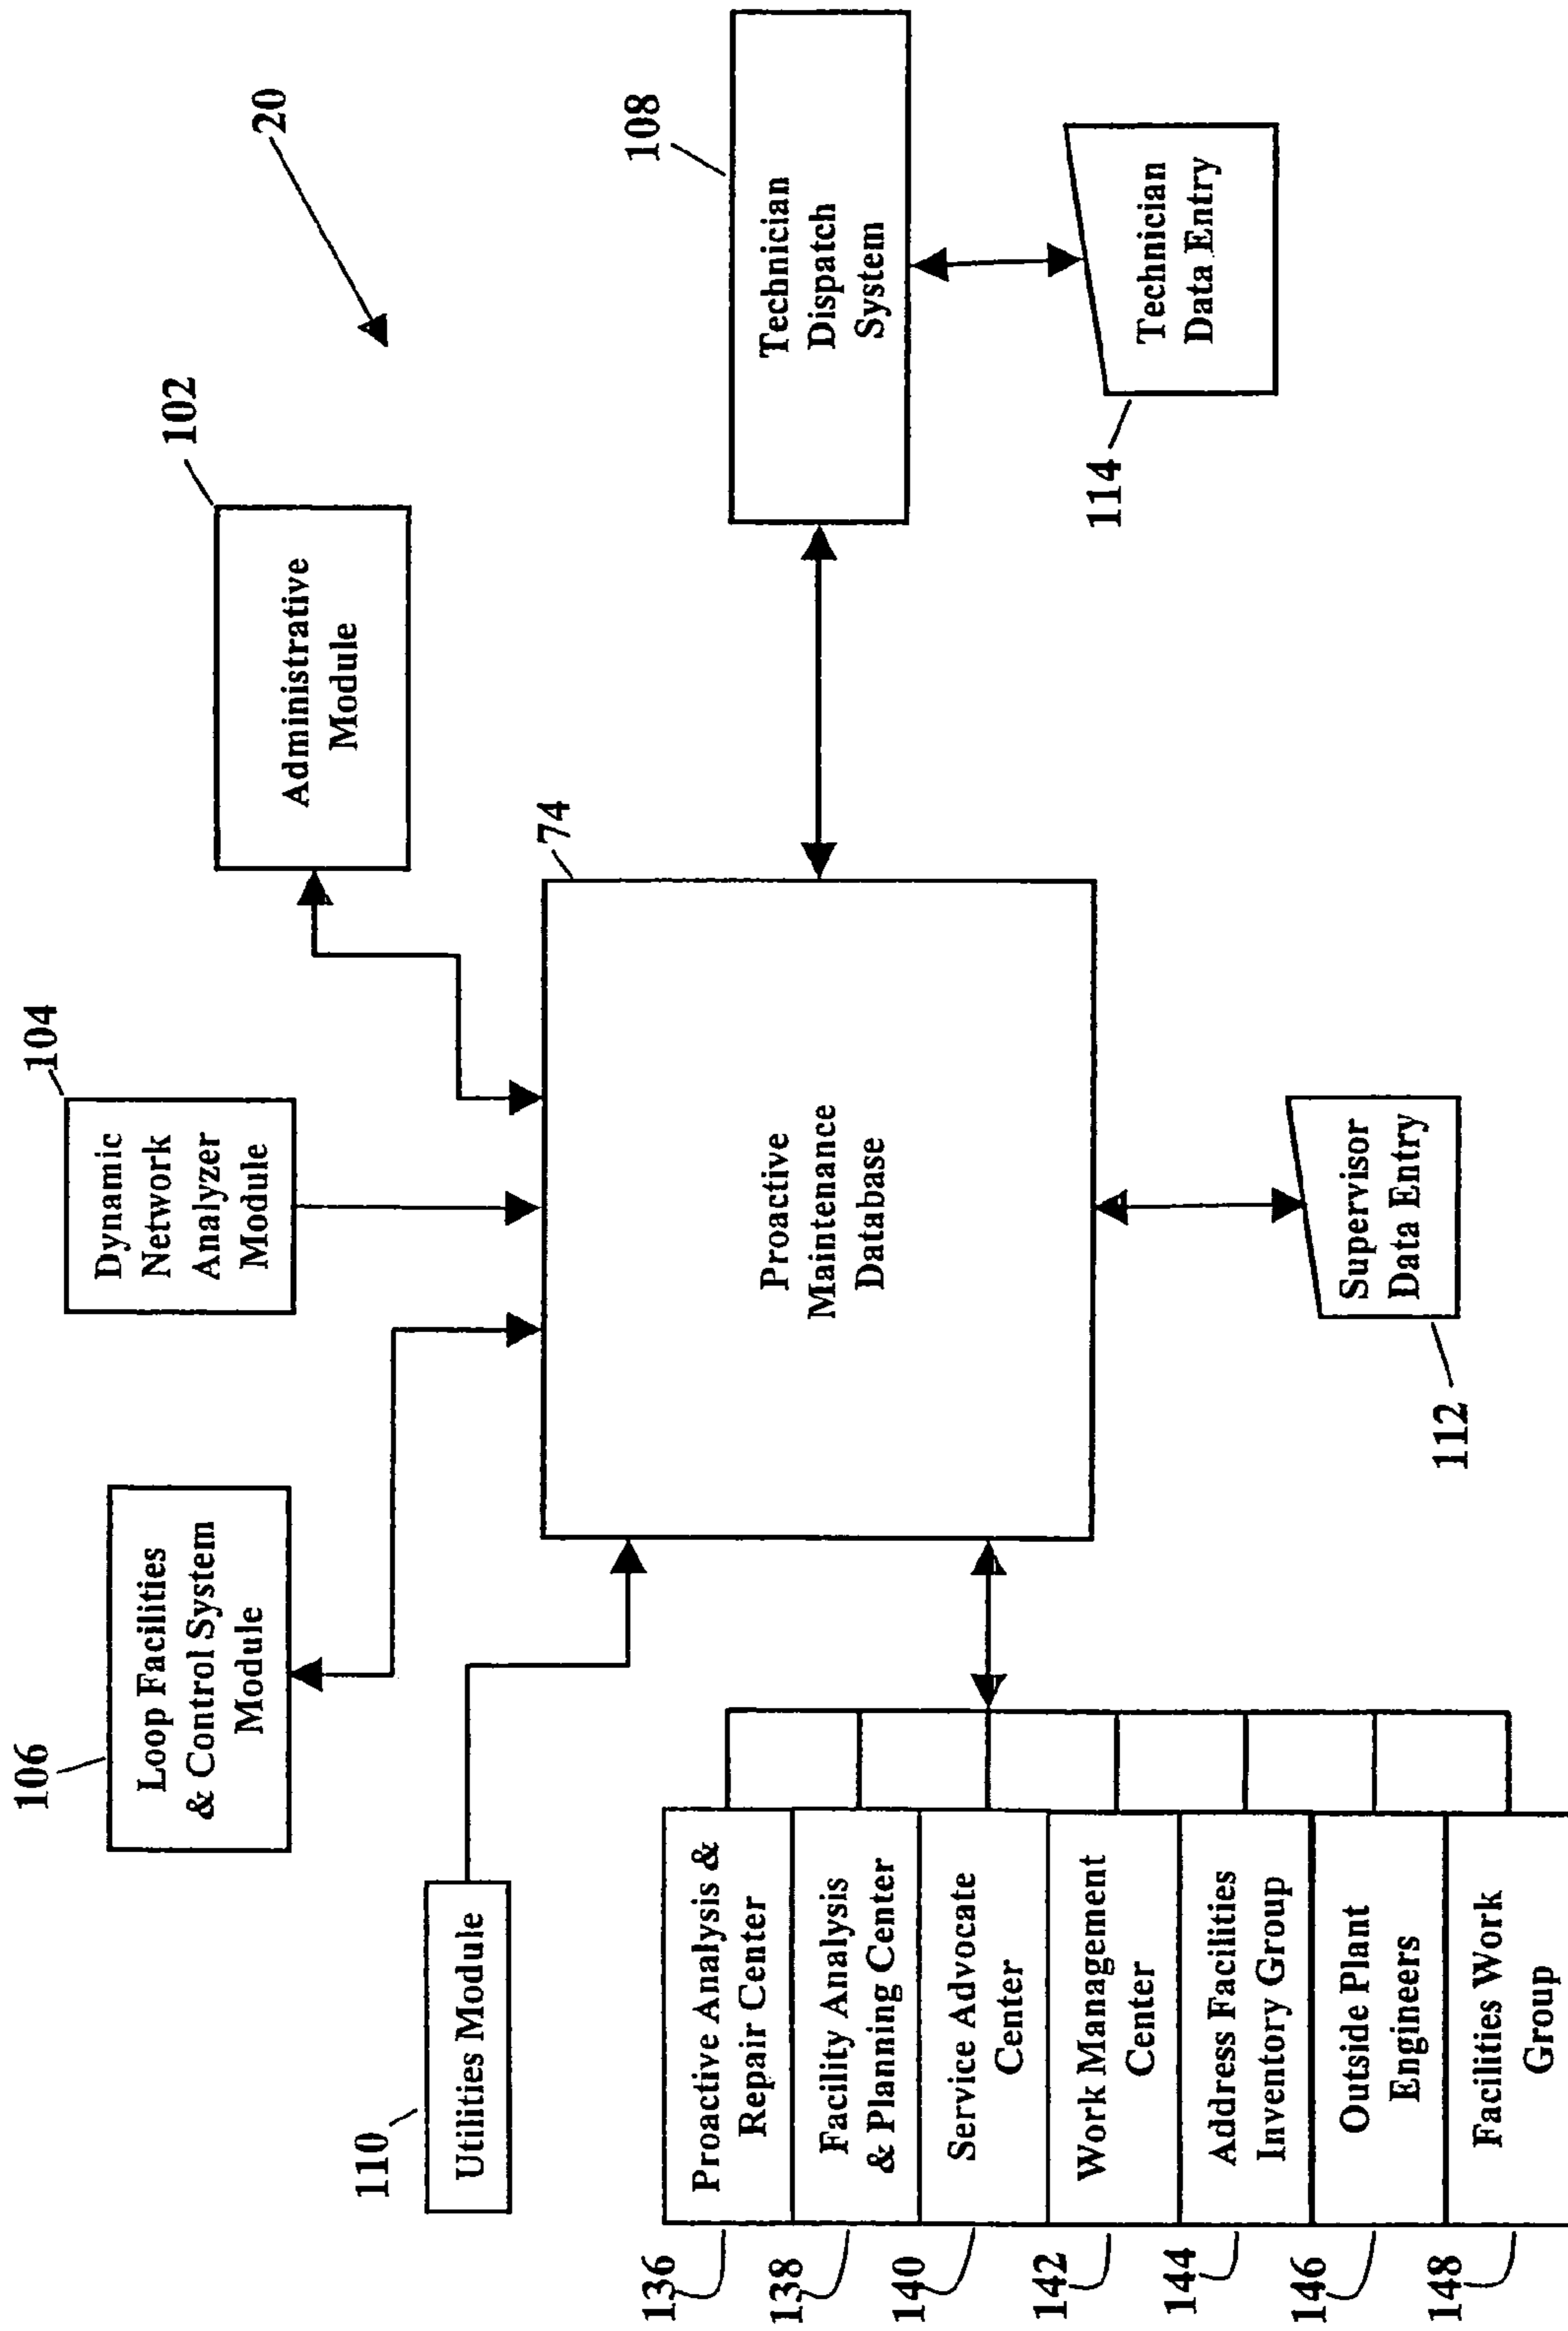 20
106
Loop Facilities
& Control System
Module
104
Dynamic
Network
Analyzer
Module
102
Administrative
Module
110
Utilities Module
74
Proactive
Maintenance
Database
108
Technician
Dispatch
System
136
Proactive Analysis &
Repair Center
138
Facility Analysis
& Planning Center
140
Service Advocate
Center
142
Work Management
Center
144
Address Facilities
Inventory Group
146
Outside Plant
Engineers
148
Facilities Work
Group
112
Supervisor
Data Entry
114
Technician
Data Entry